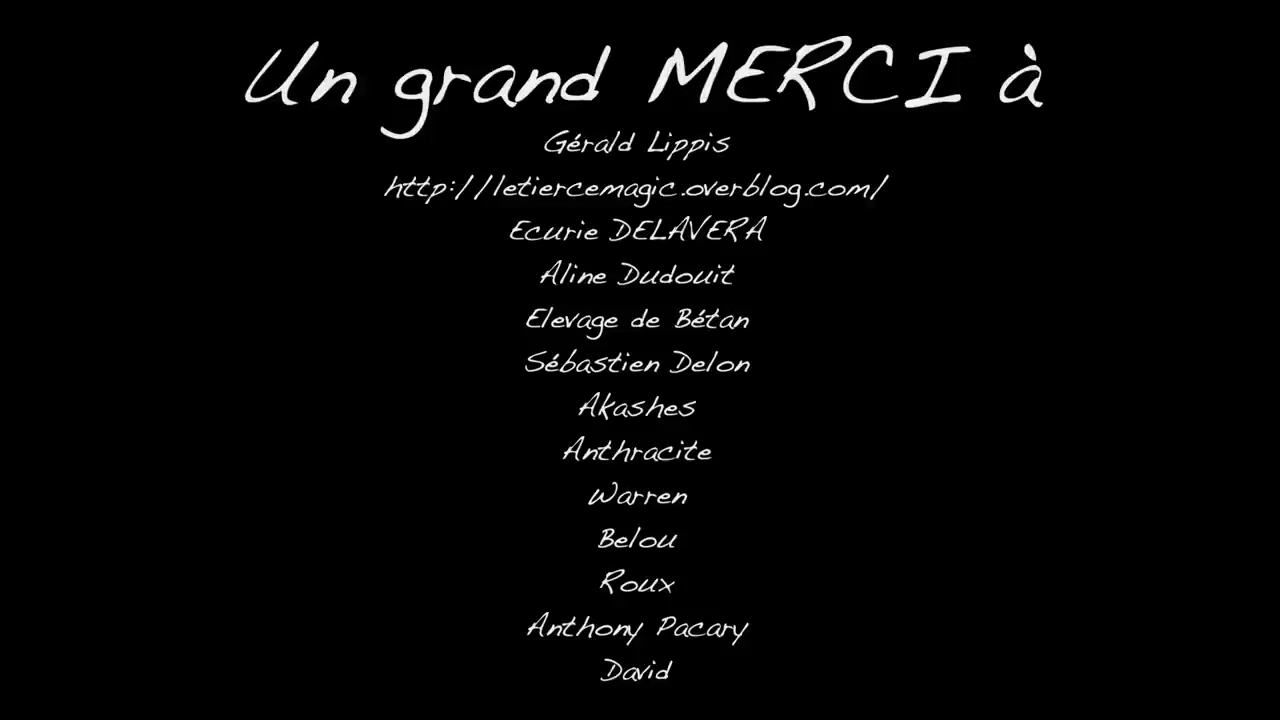 Un grand MERCI à
Gérald Lippis
http://letiercemagic.overblog.com/
Ecurie DELAVERA
Aline Dudouit
Elevage de Bétan
Sébastien Delon
Akashes
Anthracite
Warren
Belou
Roux
Anthony Pacary
David